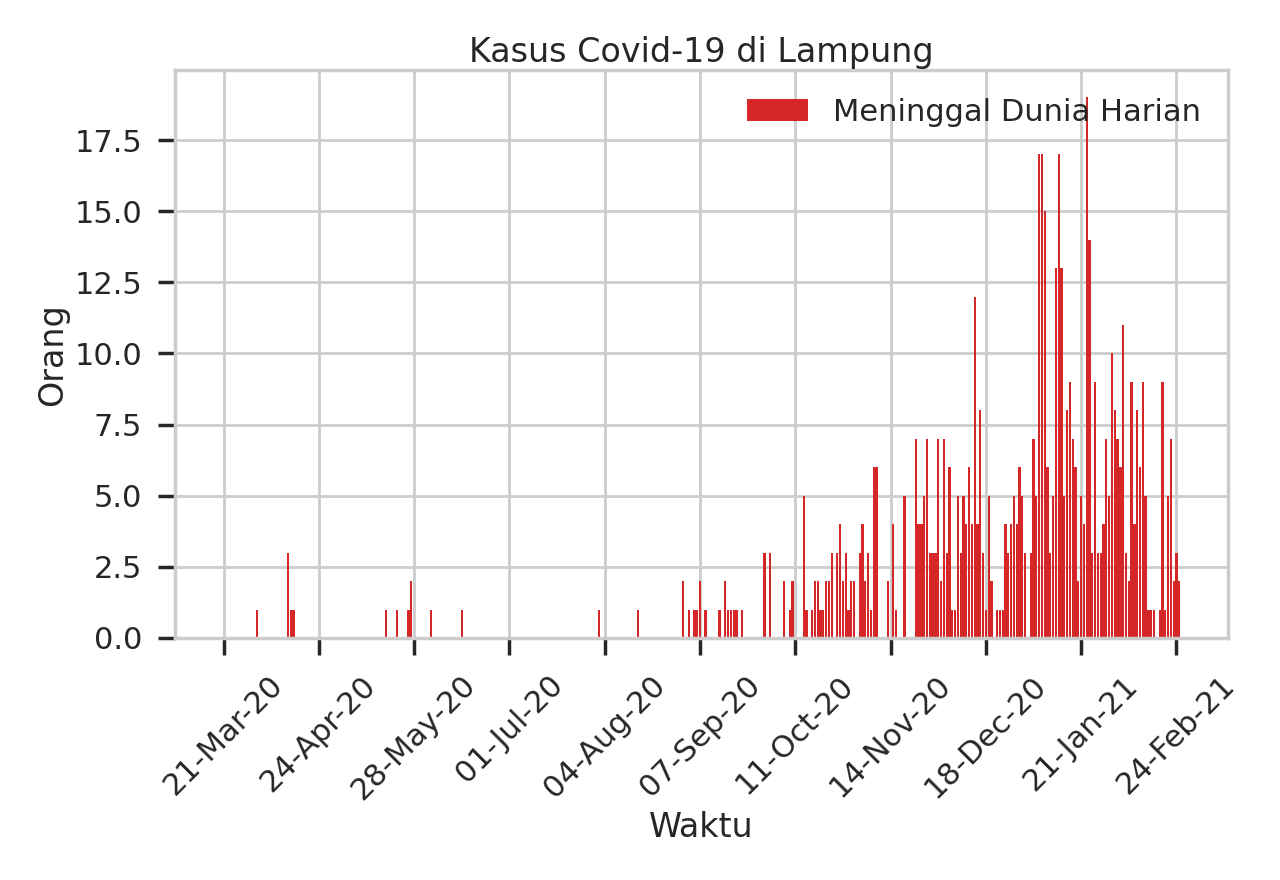 Kasus Covid-19 di Lampung
Meninggal Dunia Harian
17.5
15.0
12.5
10.0
7.5
5.0
2.5
0.0
Orang
21-Mar-20
24-Apr-20
28-May-20
01-Jul-20
04-Aug-20
07-Sep-20
11-Oct-20
14-Nov-20
18-Dec-20
21-Jan-21
24-Feb-21
Waktu